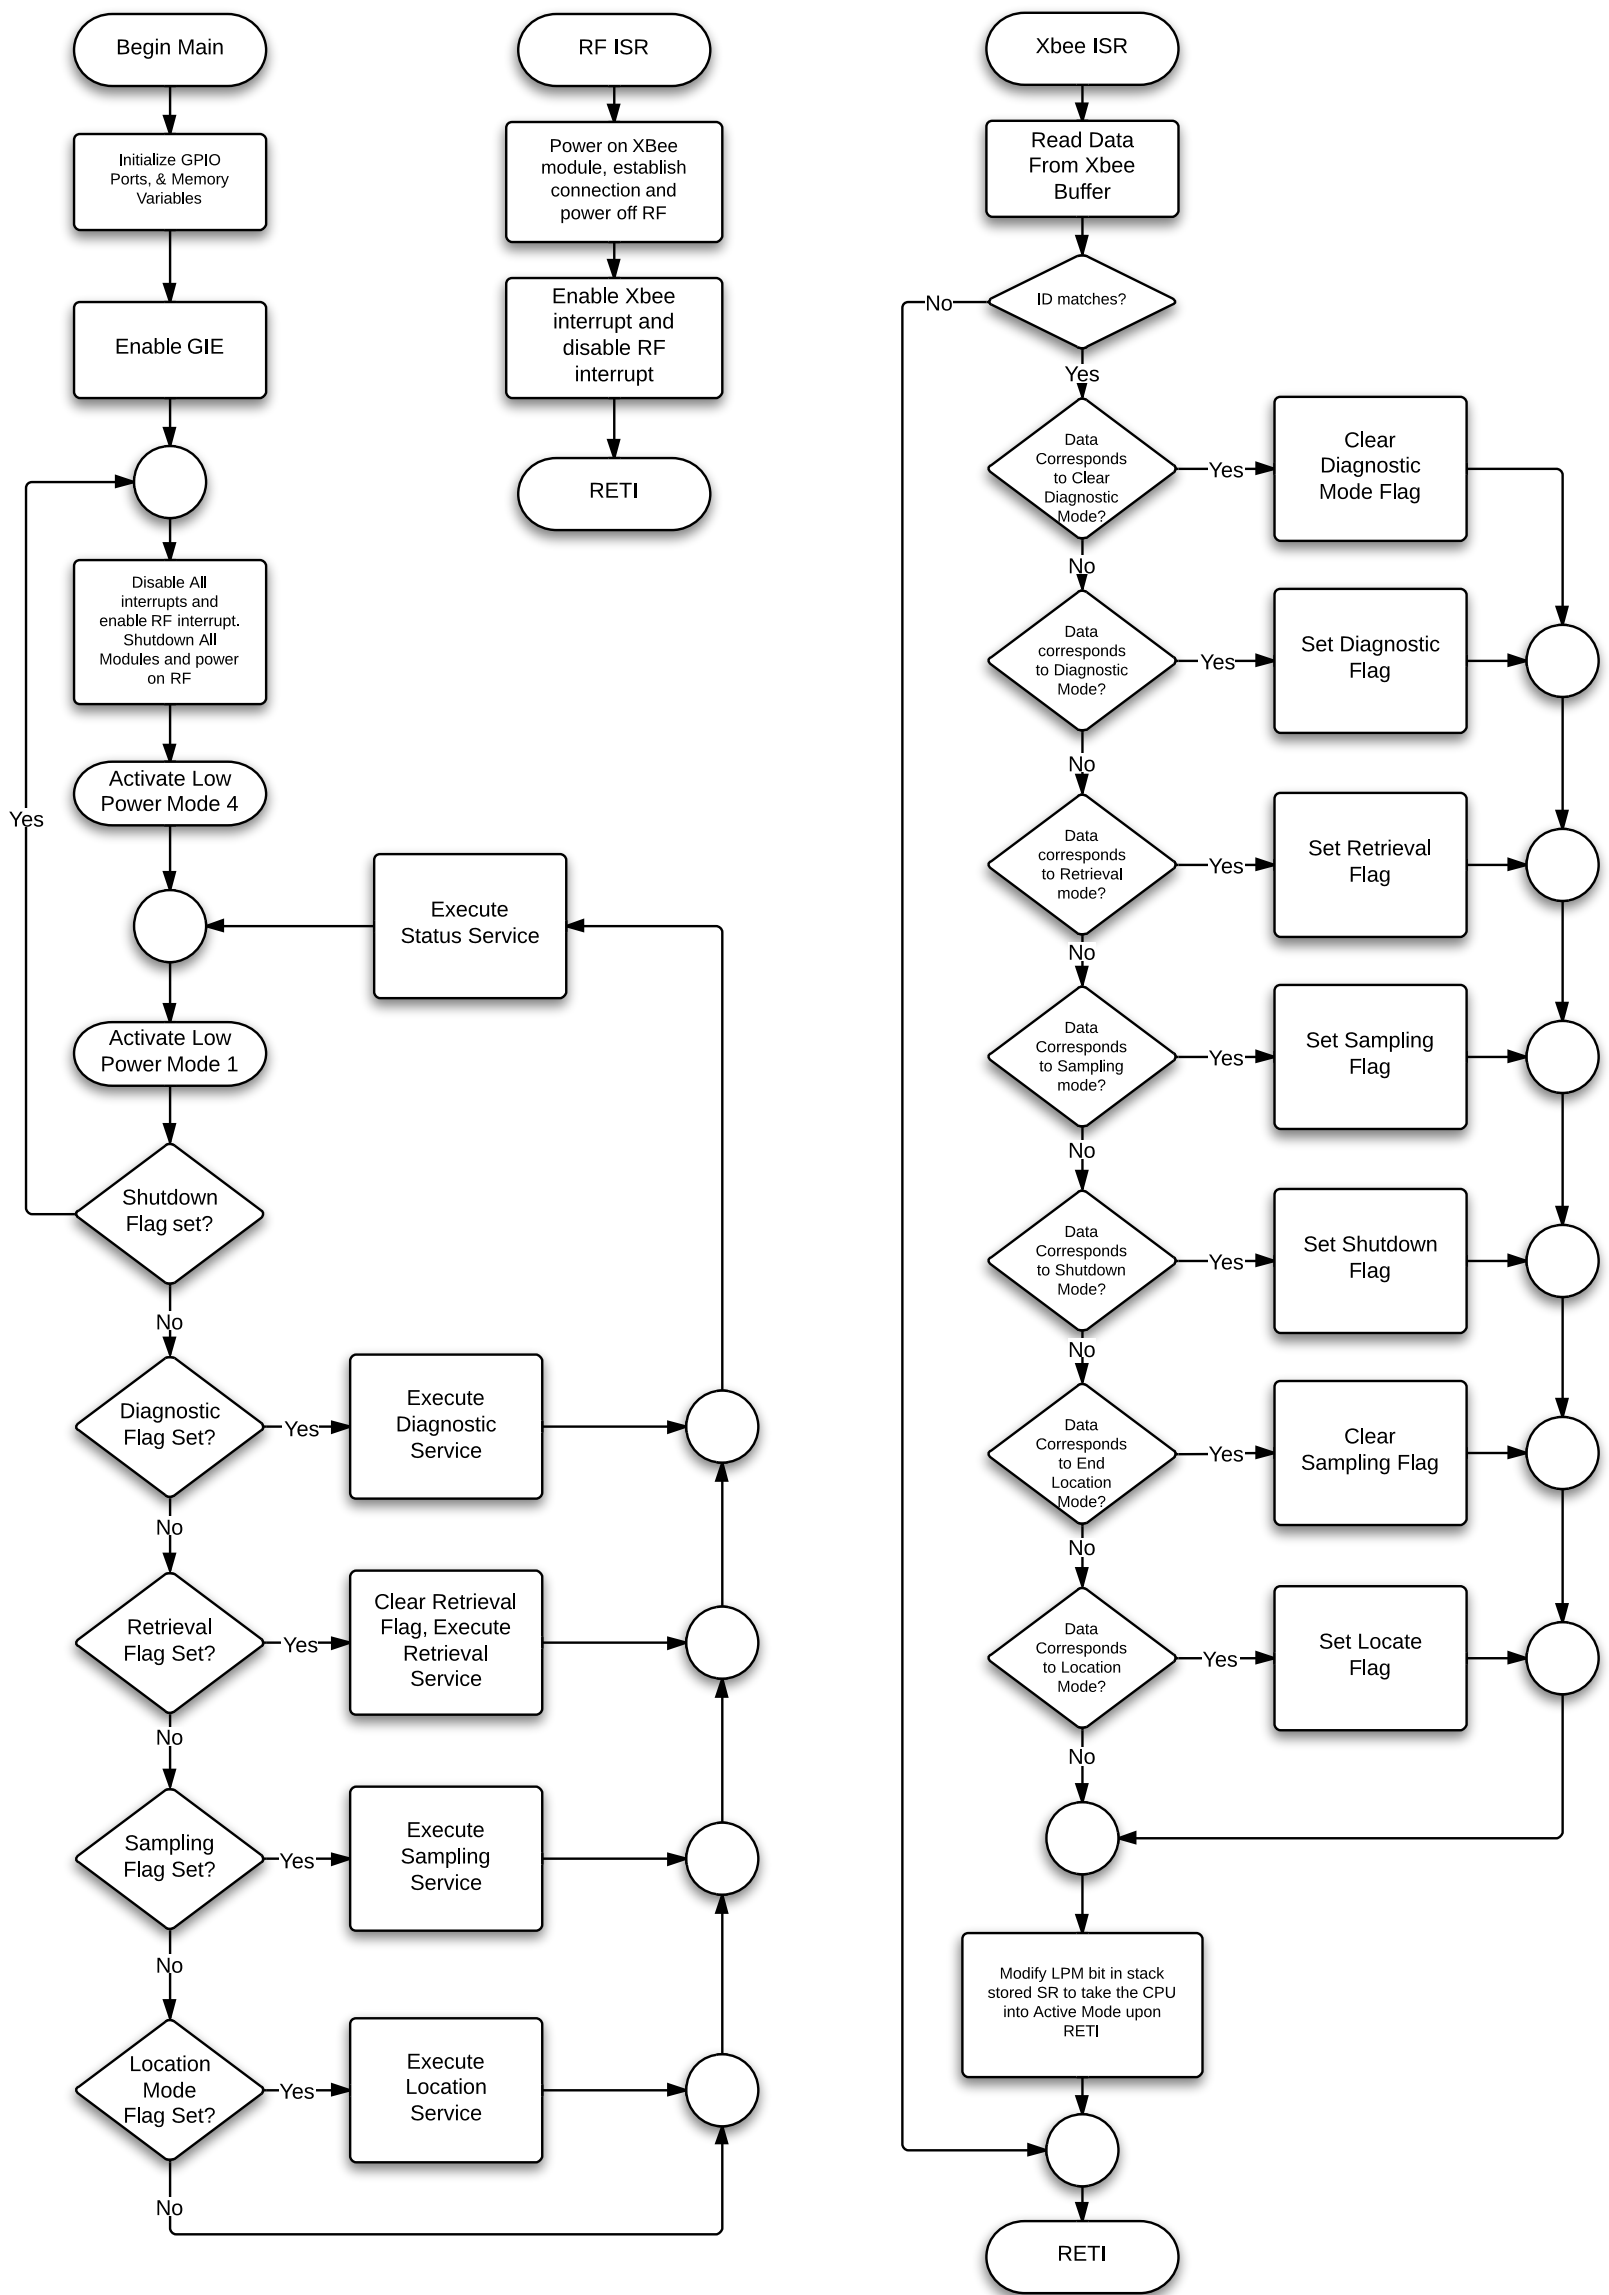 Begin Main
Initialize GPIO
Ports, & Memory
Variables
Enable GIE
Disable All
interrupts and
enable RF interrupt.
Shutdown All
Modules and power
on RF
Activate Low
Power Mode 4
Yes
Execute
Status Service
Activate Low
Power Mode 1
Shutdown
Flag set?
No
Diagnostic
Flag Set?
Yes
Execute
Diagnostic
Service
No
Retrieval
Flag Set?
Yes
Clear Retrieval
Flag, Execute
Retrieval
Service
No
Sampling
Flag Set?
Yes
Execute
Sampling
Service
No
Location
Mode
Flag Set?
Yes
Execute
Location
Service
No
RF ISR
Power on XBee
module, establish
connection and
power off RF
Enable Xbee
interrupt and
disable RF
interrupt
RETI
Xbee ISR
Read Data
From Xbee
Buffer
ID matches?
No
Yes
Data
Corresponds
to Clear
Diagnostic
Mode?
Yes
Clear
Diagnostic
Mode Flag
No
Data
corresponds
to Diagnostic
Mode?
Yes
Set Diagnostic
Flag
No
Data
corresponds
to Retrieval
mode?
Yes
Set Retrieval
Flag
No
Data
Corresponds
to Sampling
mode?
Yes
Set Sampling
Flag
No
Data
Corresponds
to Shutdown
Mode?
Yes
Set Shutdown
Flag
No
Data
Corresponds
to End
Location
Mode?
Yes
Clear
Sampling Flag
No
Data
Corresponds
to Location
Mode?
Yes
Set Locate
Flag
No
Modify LPM bit in stack
stored SR to take the CPU
into Active Mode upon
RETI
RETI